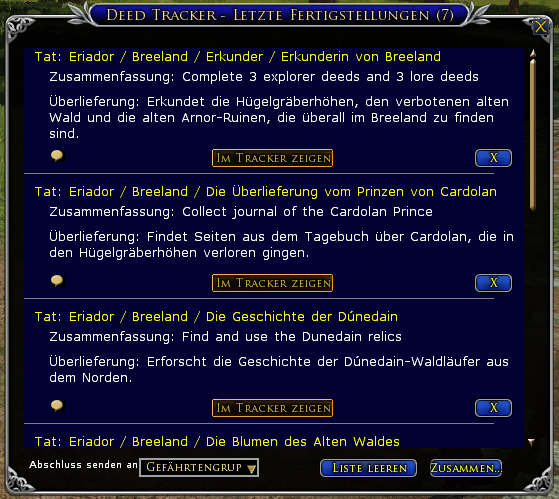 Deed Tracker - Letzte Fertigstellungen (7)
X
Tat: Eriador / Breeland / Erkunder / Erkunderin von Breeland
Zusammenfassung: Complete 3 explorer deeds and 3 lore deeds
Überlieferung: Erkundet die Hügelgräberhöhen, den verbotenen alten
Wald und die alten Arnor-Ruinen, die überall im Breeland zu finden
sind.
Im Tracker zeigen
X
Tat: Eriador / Breeland / Die Überlieferung vom Prinzen von Cardolan
Zusammenfassung: Collect journal of the Cardolan Prince
Überlieferung: Findet Seiten aus dem Tagebuch über Cardolan, die in
den Hügelgräberhöhen verloren gingen.
Im Tracker zeigen
X
Tat: Eriador / Breeland / Die Geschichte der Dúnedain
Zusammenfassung: Find and use the Dunedain relics
Überlieferung: Erforscht die Geschichte der Dúnedain-Waldläufer aus
dem Norden.
Im Tracker zeigen
X
Tat: Eriador / Breeland / Die Blumen des Alten Waldes
Abschluss senden an
Gefährtengrup
Liste leeren
Zusammen...